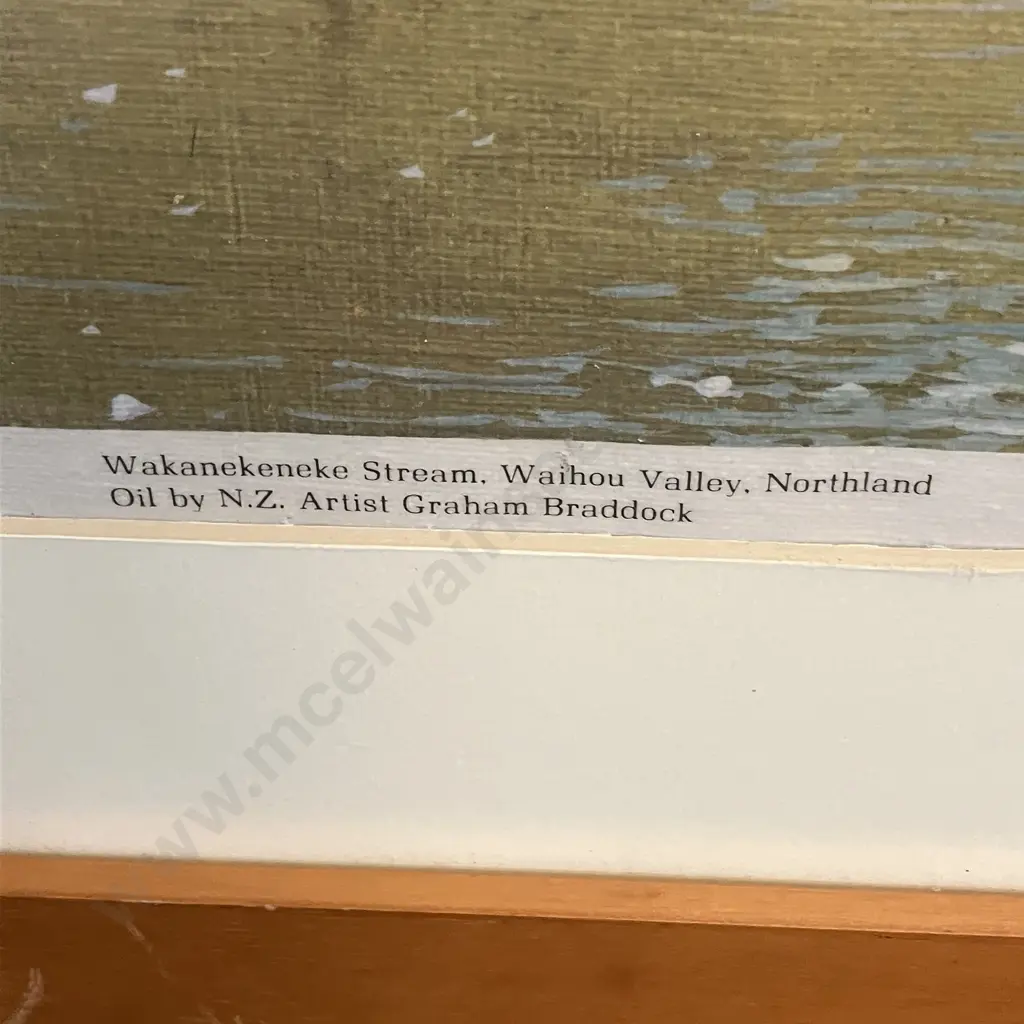 Wakanekeneke Stream, Waihou Valley, Northland
Oil by N.Z. Artist Graham Braddock